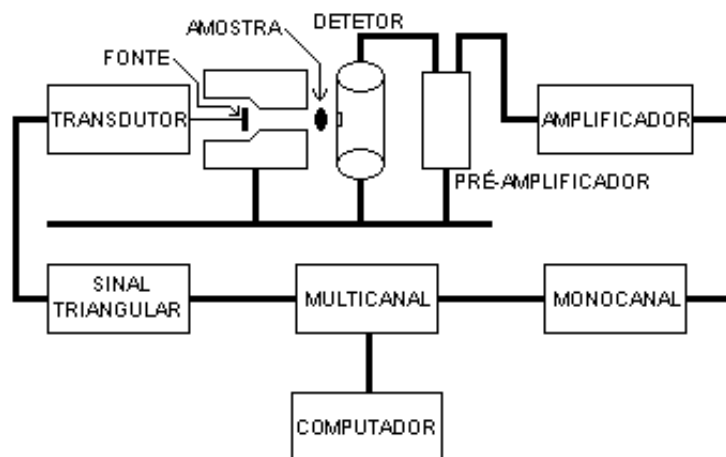 DETETOR
AMOSTRA
FONTE
TRANSDUTOR
AMPLIFICADOR
PRÉ-AMPLIFICADOR
SINAL
TRIANGULAR
MULTICANAL
MONOCANAL
COMPUTADOR